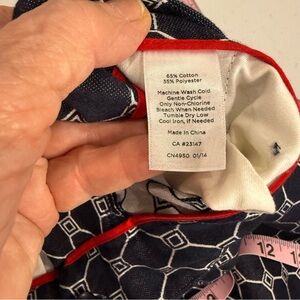 65% Cotton
35% Polyester
Machine Wash Cold
Gentle Cycle
Only Non-Chlorine
Bleach When Needed
Tumble Dry Low
Cool Iron, if Needed
Made in China
CA #23147
CN4950 01/14
12